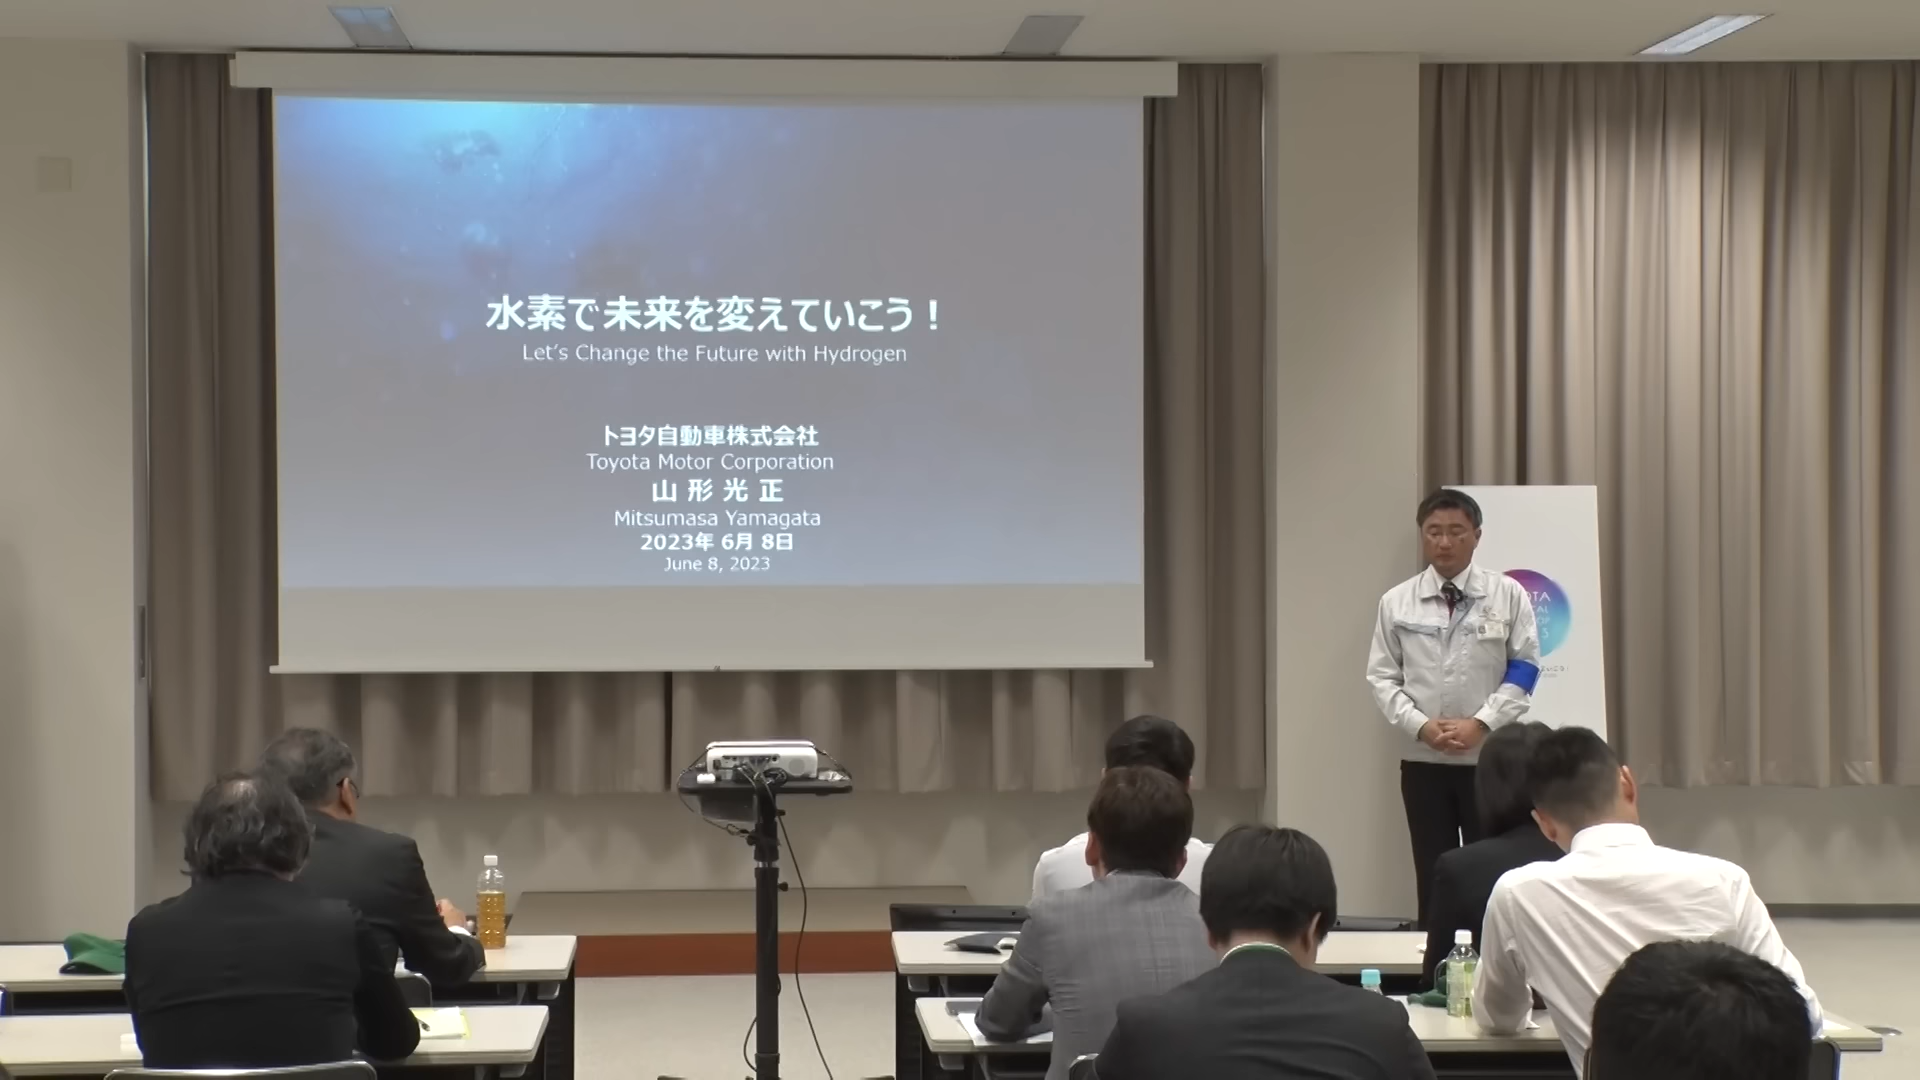 水素で未来を変えていこう！
Let's Change the Future with Hydrogen
トヨタ自動車株式会社
Toyota Motor Corporation
山形光正
Mitsumasa Yamagata
2023年 6月 8日
June 8, 2023